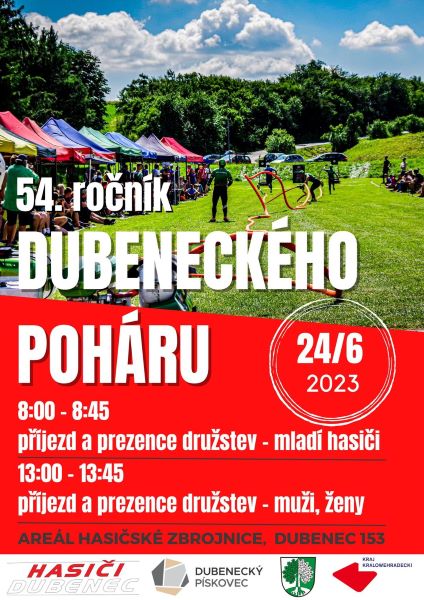 54. ročník
DUBENECKÉHO
POHÁRU
24/6
2023
8:00 - 8:45
příjezd a prezence družstev - mladí hasiči
13:00 - 13:45
příjezd a prezence družstev - muži, ženy
AREÁL HASIČSKÉ ZBROJNICE, DUBENEC 153
HASIČI
DUBENEC
DUBENECKÝ
PÍSKOVEC
KRAJ
KRALOMEHRADECKI